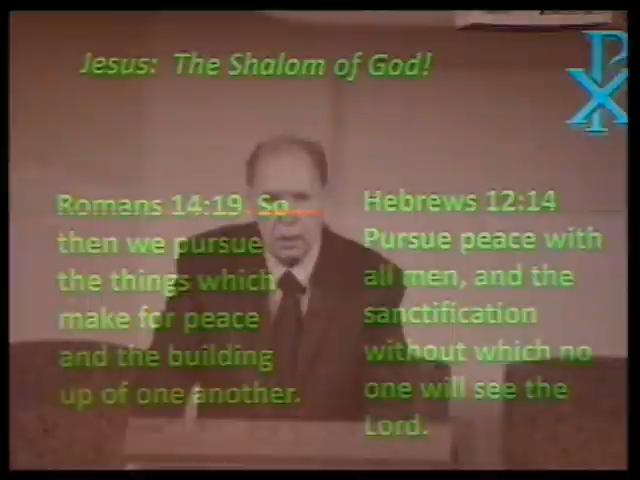 Jesus: The Shalom of God!
Romans 14:19 So
then we pursue
the things which
make for peace
and the building
up of one another.
Hebrews 12:14
Pursue peace with
all men, and the
sanctification
without which no
one will see the
Lord.